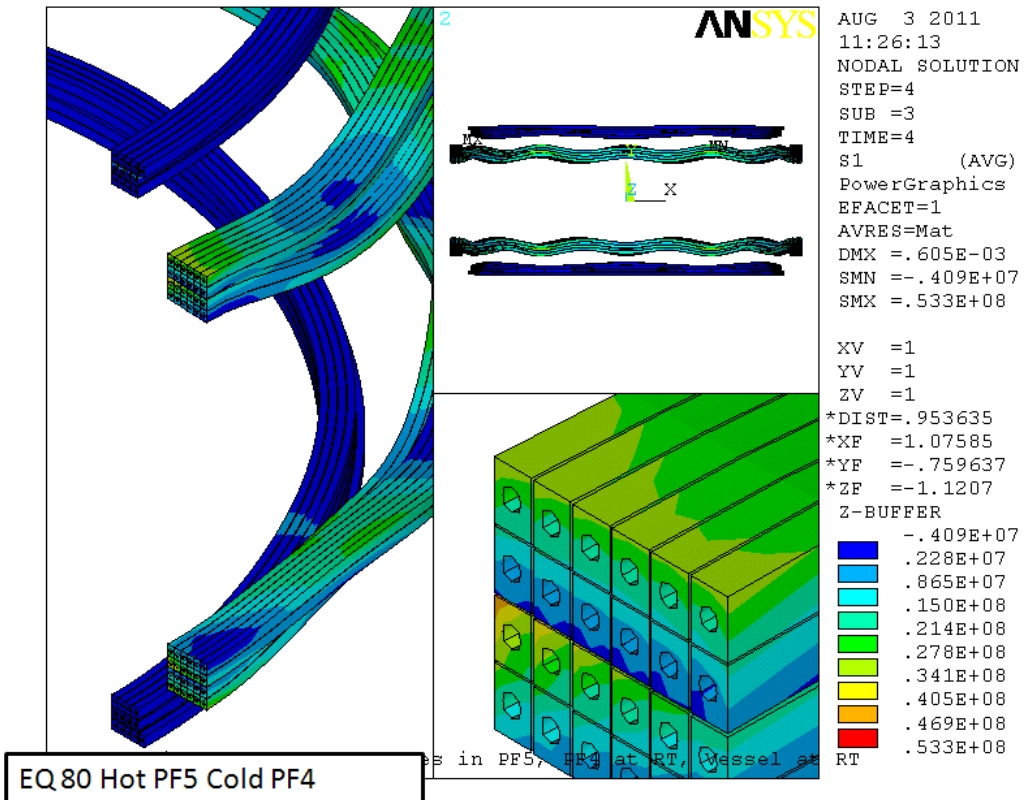 2
ANSYS
MX
MN
Y
Z X
AUG 3 2011
11:26:13
NODAL SOLUTION
STEP=4
SUB =3
TIME=4
S1 (AVG)
PowerGraphics
EFACET=1
AVRES=Mat
DMX =.605E-03
SMN =-.409E+07
SMX =.533E+08
XV =1
YV =1
ZV =1
*DIST=.953635
*XF =1.07585
*YF =-.759637
*ZF =-1.1207
Z-BUFFER
-.409E+07
.228E+07
.865E+07
.150E+08
.214E+08
.278E+08
.341E+08
.405E+08
.469E+08
.533E+08
es in PF5, PF4 at RT, Vessel at RT
EQ 80 Hot PF5 Cold PF4